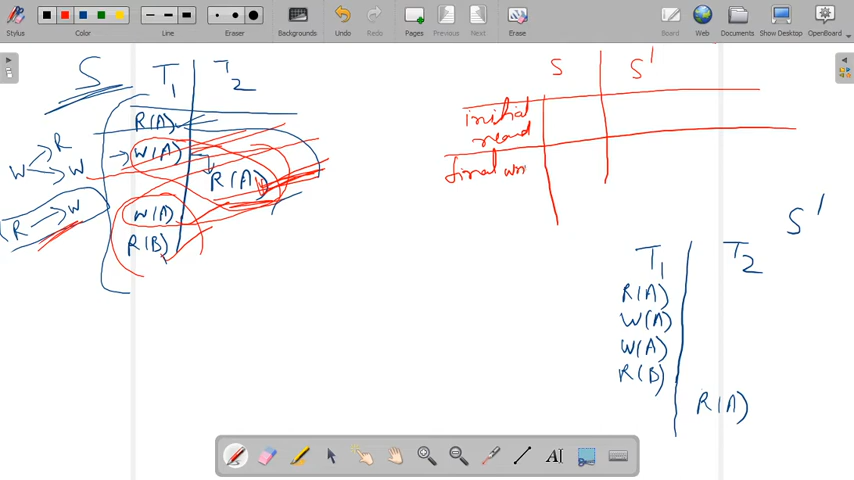 Stylus
Color
Line
Eraser
Backgrounds
Undo
Redo
Pages
Previous
Next
Erase
Board
Web
Documents
Show Desktop
OpenBoard
S
T1 T2
R(A)
W(A)
R(A)
W(A)
R(B)
W R
W
R W
S S'
initial
read
final wr
S'
T1 T2
R(A)
W(A)
W(A)
R(B)
R(A)